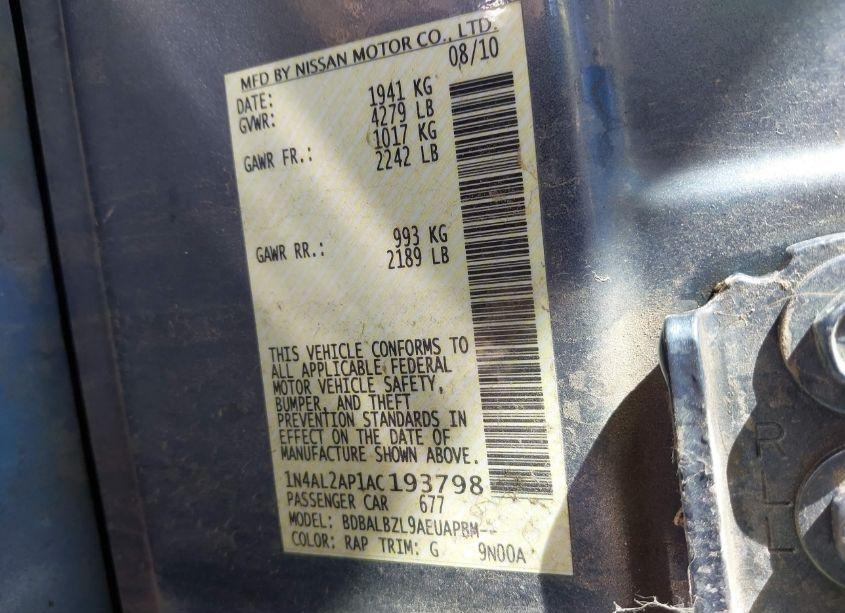 MFD BY NISSAN MOTOR CO., LTD.
DATE: 08/10
GVWR: 1941 KG
4279 LB
GAWR FR.: 1017 KG
2242 LB
GAWR RR.: 993 KG
2189 LB
THIS VEHICLE CONFORMS TO
ALL APPLICABLE FEDERAL
MOTOR VEHICLE SAFETY,
BUMPER, AND THEFT
PREVENTION STANDARDS IN
EFFECT ON THE DATE OF
MANUFACTURE SHOWN ABOVE.
1N4AL2AP1AC193798
PASSENGER CAR 677
MODEL: BDBALBZL9AEUAPBM--
COLOR: RAP TRIM: G 9N00A
RLL